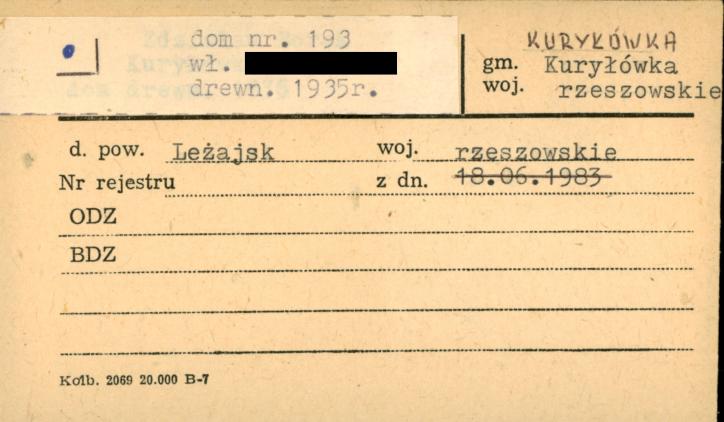 dom nr. 193
wł.
drewn. 1935r.
KURYŁÓWKA
gm. Kuryłówka
woj. rzeszowskie
d. pow. Leżajsk woj. rzeszowskie
Nr rejestru z dn. 18.06.1983
ODZ
BDZ
Kolb. 2069 20.000 B-7